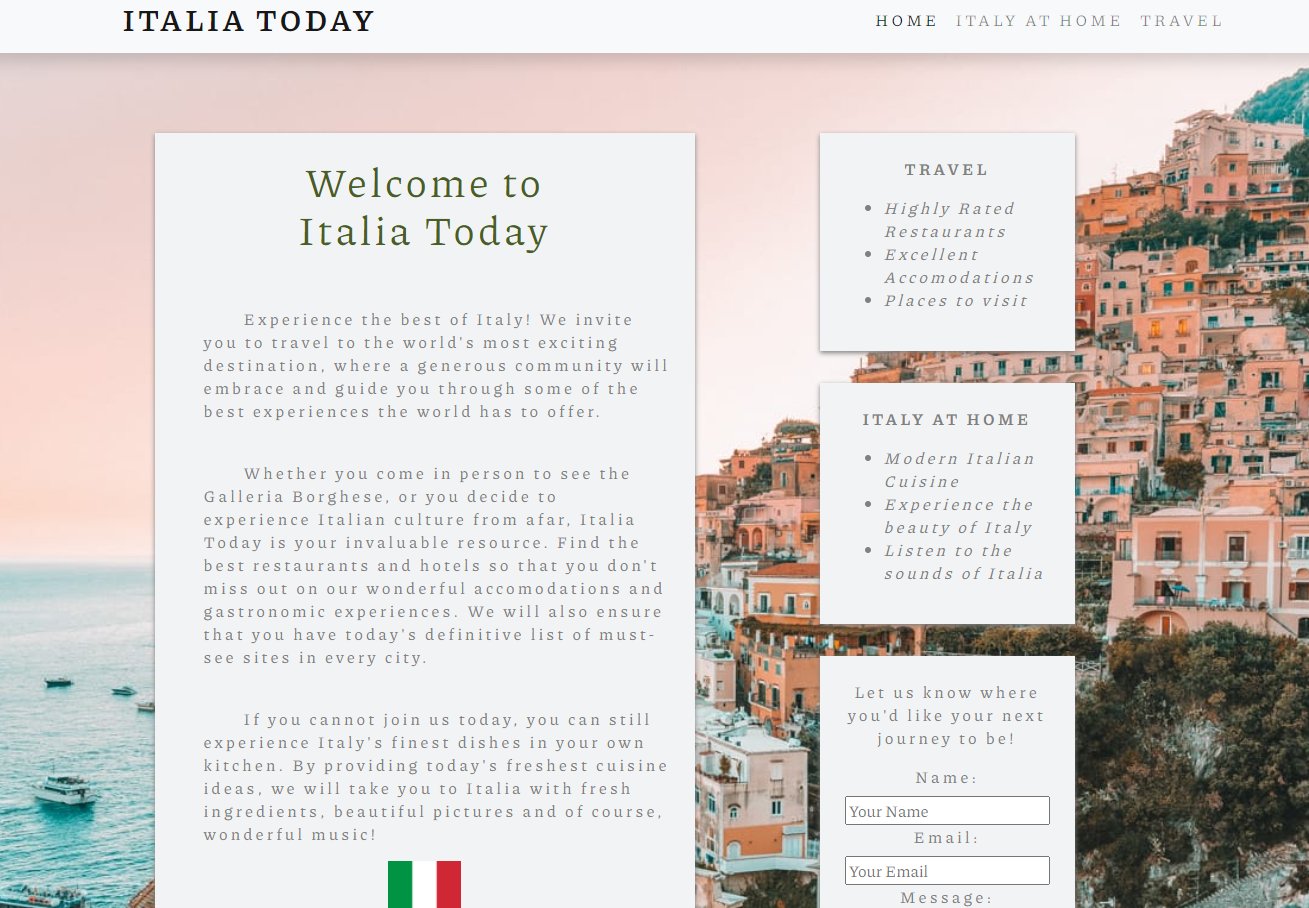 ITALIA TODAY
HOME ITALY AT HOME TRAVEL
Welcome to
Italia Today
Experience the best of Italy! We invite
you to travel to the world's most exciting
destination, where a generous community will
embrace and guide you through some of the
best experiences the world has to offer.
Whether you come in person to see the
Galleria Borghese, or you decide to
experience Italian culture from afar, Italia
Today is your invaluable resource. Find the
best restaurants and hotels so that you don't
miss out on our wonderful accomodations and
gastronomic experiences. We will also ensure
that you have today's definitive list of must-
see sites in every city.
If you cannot join us today, you can still
experience Italy's finest dishes in your own
kitchen. By providing today's freshest cuisine
ideas, we will take you to Italia with fresh
ingredients, beautiful pictures and of course,
wonderful music!
TRAVEL
Highly Rated
Restaurants
Excellent
Accomodations
Places to visit
ITALY AT HOME
Modern Italian
Cuisine
Experience the
beauty of Italy
Listen to the
sounds of Italia
Let us know where
you'd like your next
journey to be!
Name:
Your Name
Email:
Your Email
Message: